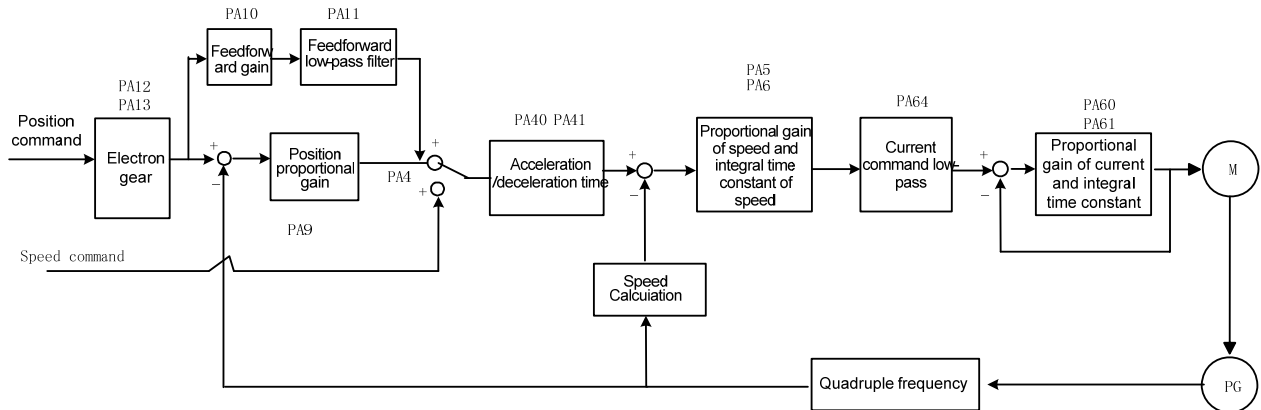 PA10
PA11
Feedforw
ard gain
Feedforward
low-pass filter
PA12
PA13
Position
command
Electron
gear
+
−
Position
proportional
gain
PA9
PA4
+
+
Speed command
PA40 PA41
Acceleration
/deceleration time
+
−
Speed
Calcuiation
PA5
PA6
Proportional gain
of speed and
integral time
constant of
speed
PA64
Current
command low-
pass
+
−
PA60
PA61
Proportional
gain of current
and integral
time constant
M
Quadruple frequency
PG